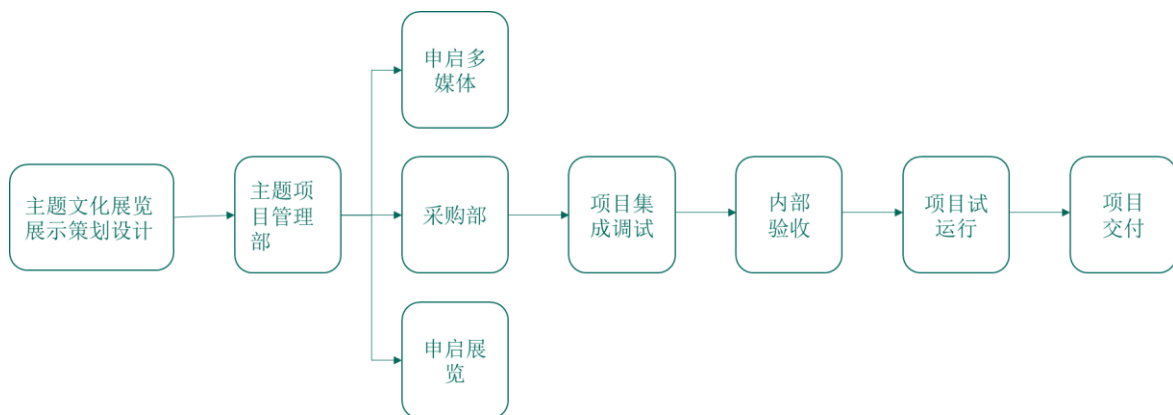 申启多
媒体
主题文化展览
展示策划设计
主题项
目管理
部
采购部
项目集
成调试
内部
验收
项目试
运行
项目
交付
申启展
览